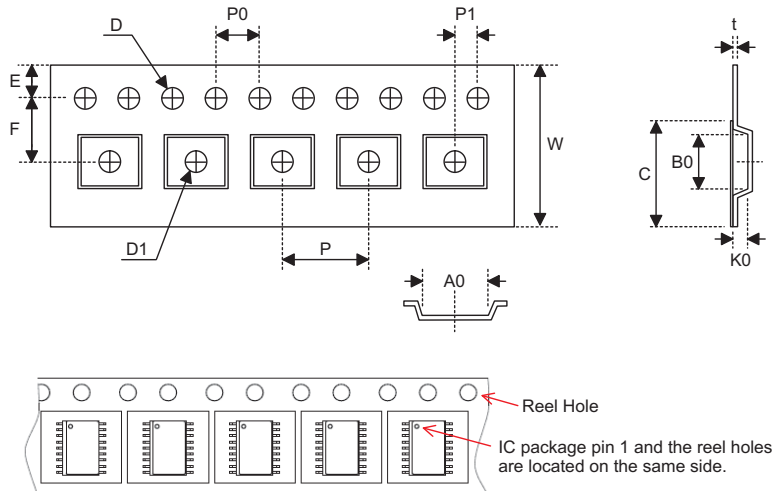 D
P0
P1
t
E
F
W
C
B0
D1
P
K0
A0
Reel Hole
IC package pin 1 and the reel holes
are located on the same side.